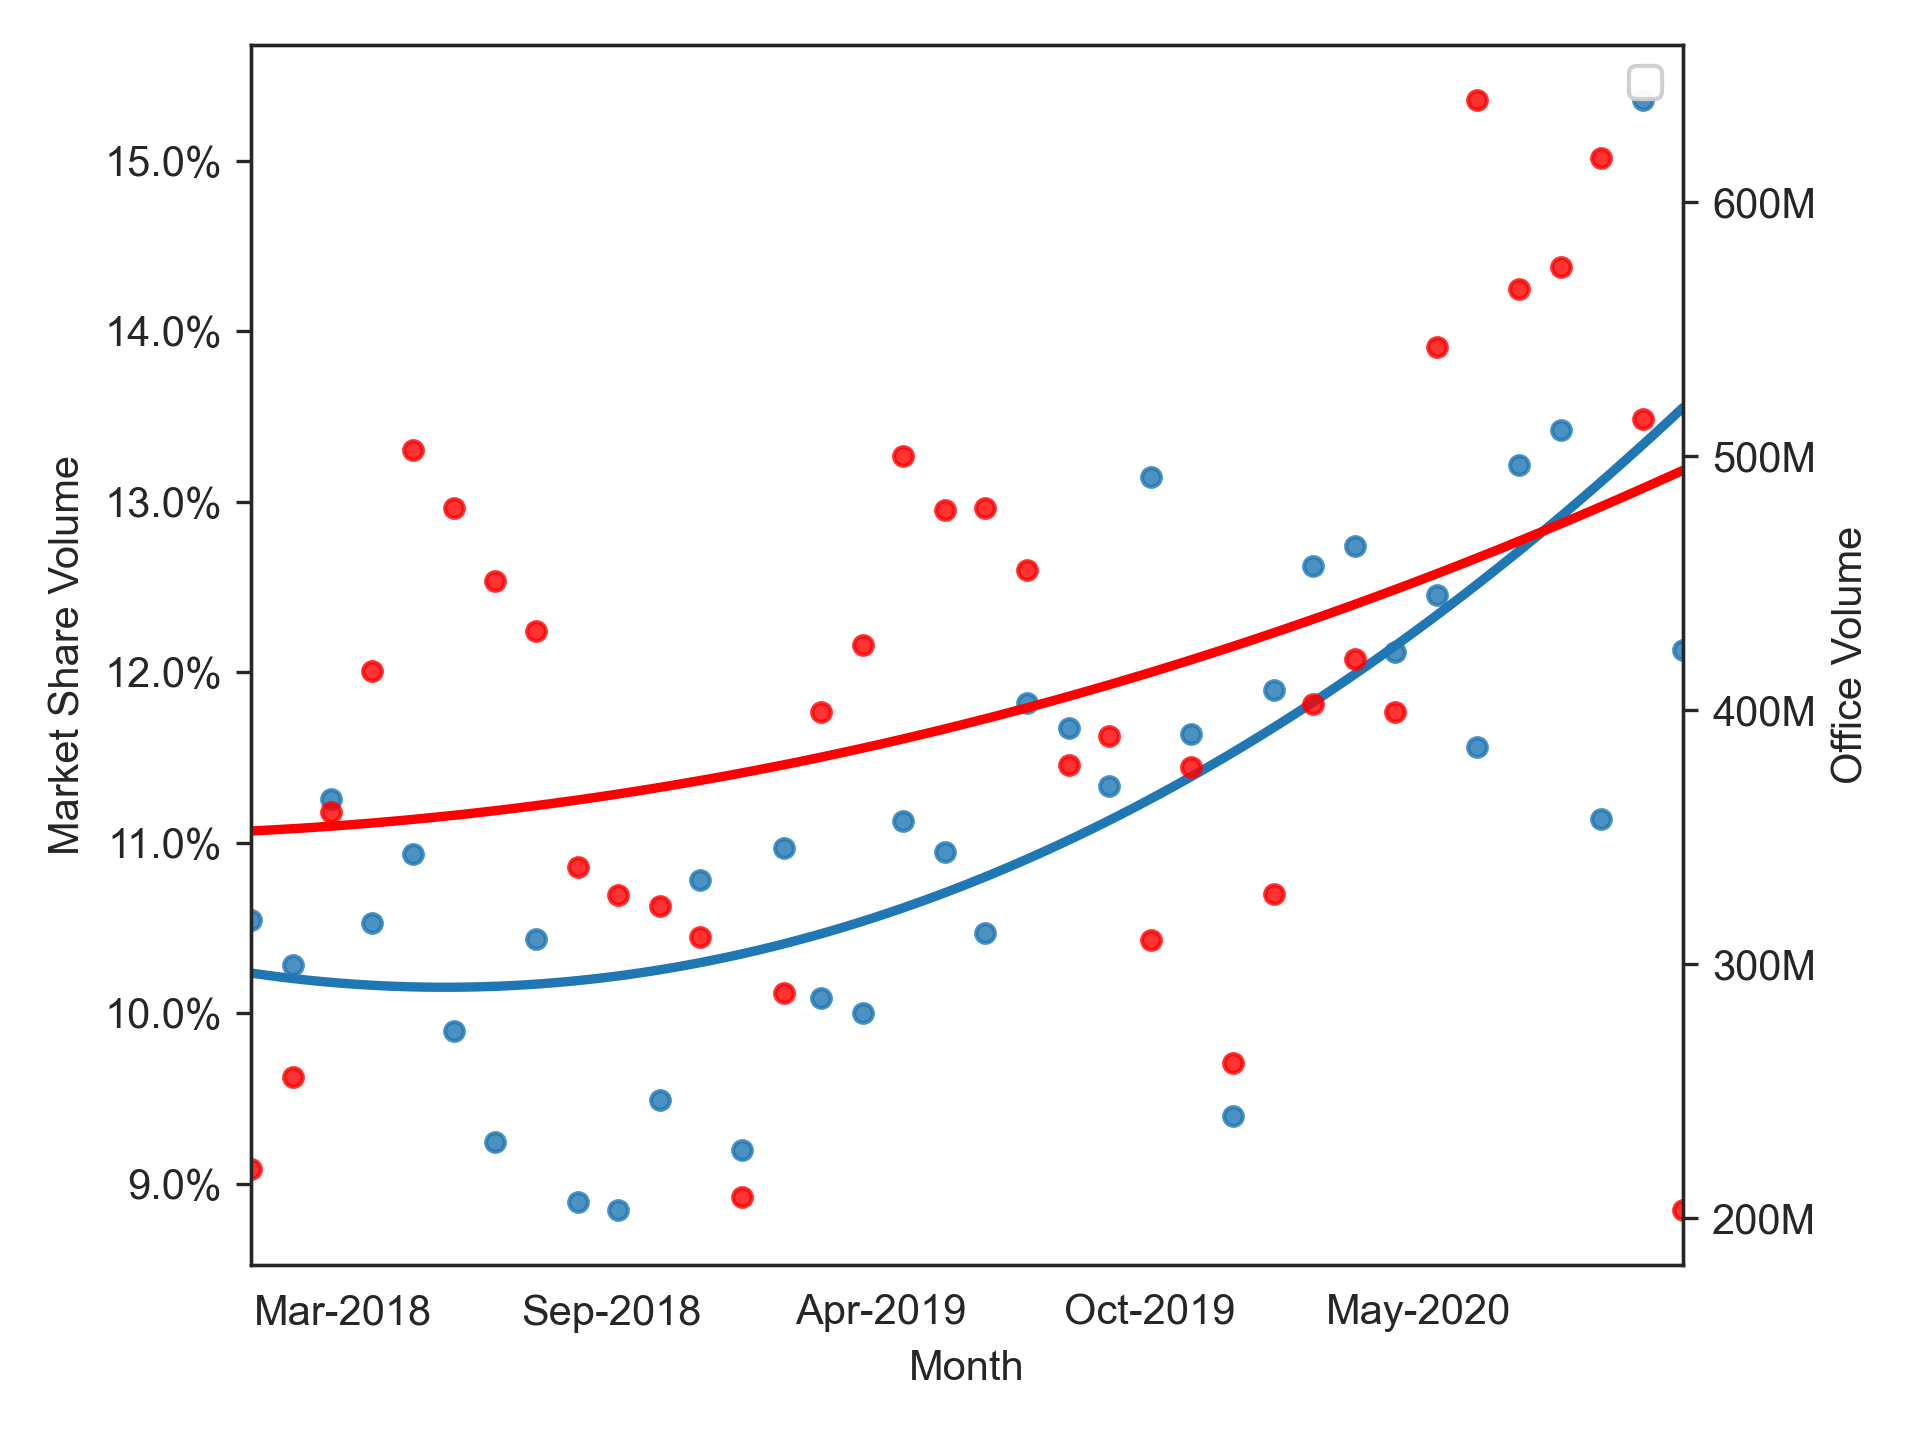 15.0%
14.0%
13.0%
12.0%
11.0%
10.0%
9.0%
Market Share Volume
600M
500M
400M
300M
200M
Office Volume
Mar-2018
Sep-2018
Apr-2019
Oct-2019
May-2020
Month